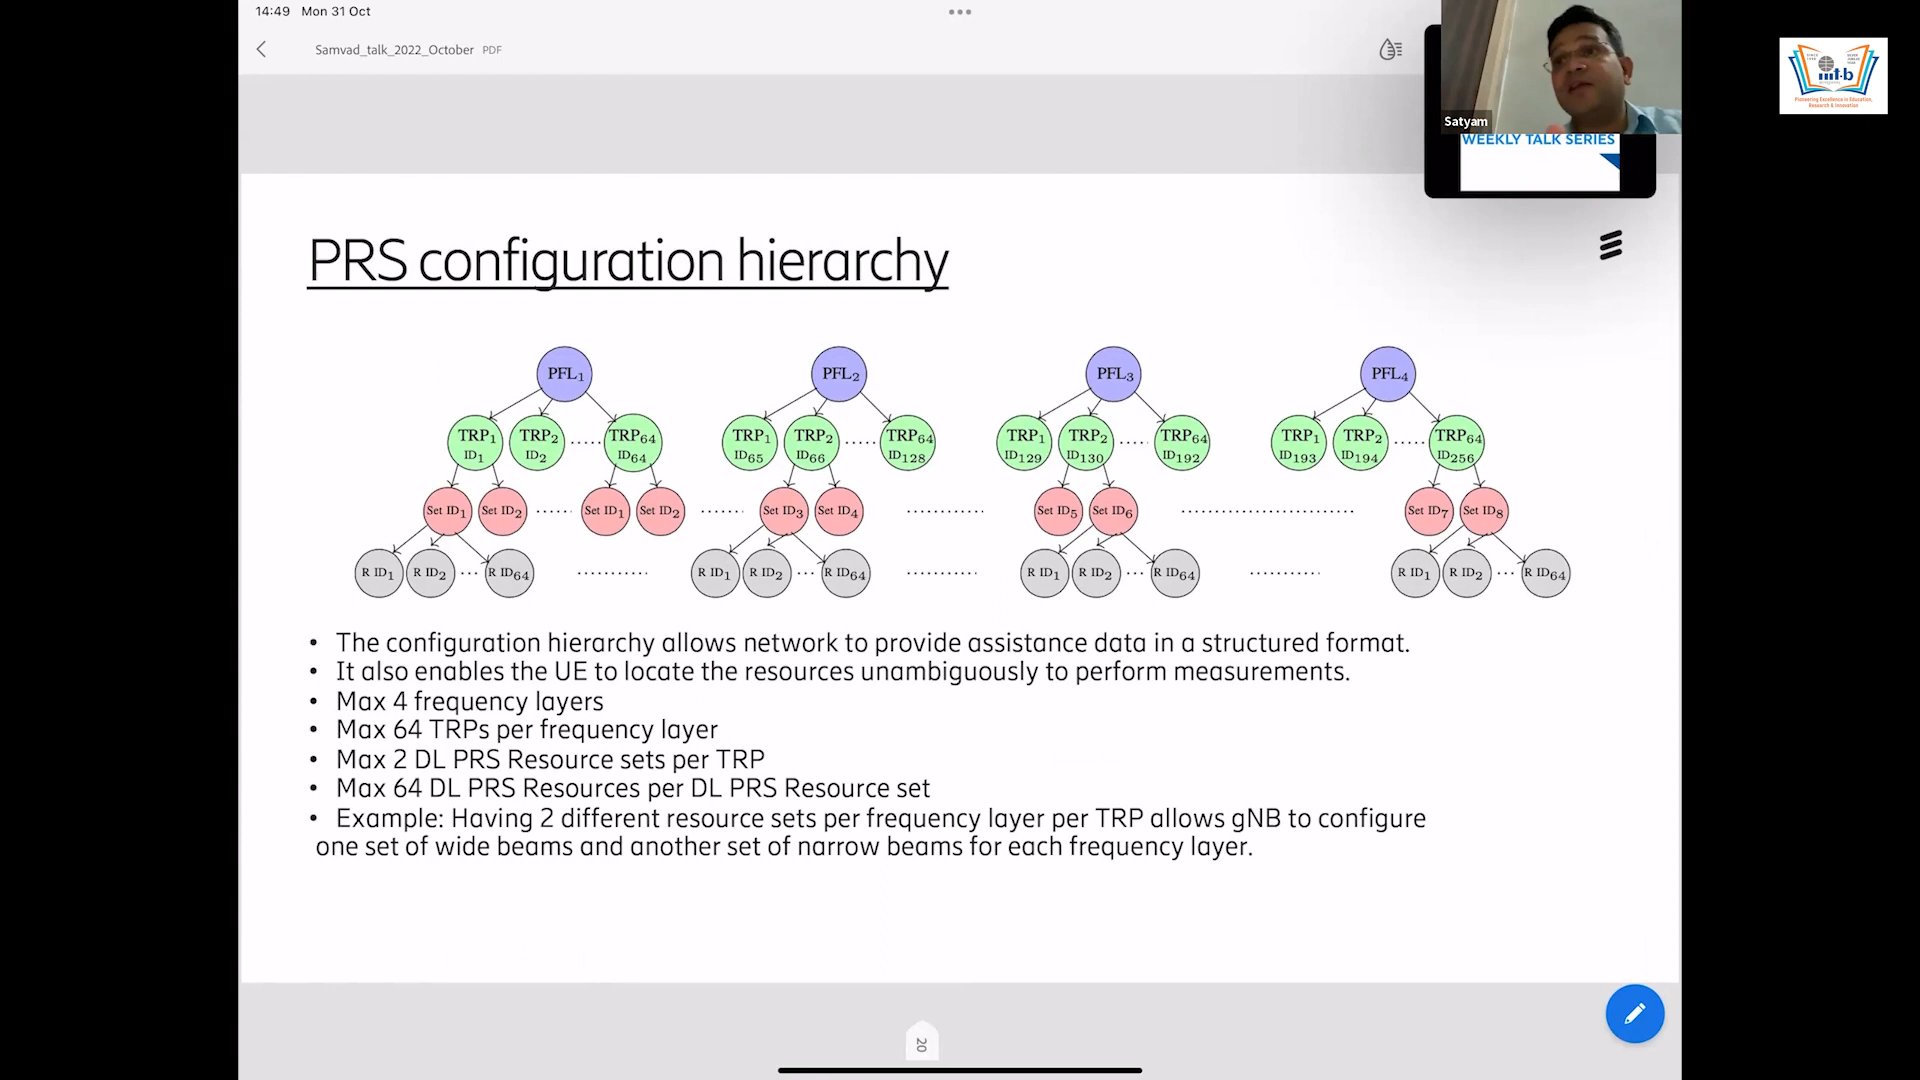 14:49 Mon 31 Oct
Samvad_talk_2022_October PDF
Satyam
WEEKLY TALK SERIES
iiit-b
Pioneering Excellence in Education,
Research & Innovation
PRS configuration hierarchy
PFL1 PFL2 PFL3 PFL4
TRP1 TRP2 ...... TRP64 TRP1 TRP2 ...... TRP64 TRP1 TRP2 ...... TRP64 TRP1 TRP2 ...... TRP64
ID1 ID2 ID64 ID65 ID66 ID128 ID129 ID130 ID192 ID193 ID194 ID256
Set ID1 Set ID2 ...... Set ID1 Set ID2 ...... Set ID3 Set ID4 ...... Set ID5 Set ID6 ...... Set ID7 Set ID8
R ID1 R ID2 ... R ID64 ...... R ID1 R ID2 ... R ID64 ...... R ID1 R ID2 ... R ID64 ...... R ID1 R ID2 ... R ID64
• The configuration hierarchy allows network to provide assistance data in a structured format.
• It also enables the UE to locate the resources unambiguously to perform measurements.
• Max 4 frequency layers
• Max 64 TRPs per frequency layer
• Max 2 DL PRS Resource sets per TRP
• Max 64 DL PRS Resources per DL PRS Resource set
• Example: Having 2 different resource sets per frequency layer per TRP allows gNB to configure
one set of wide beams and another set of narrow beams for each frequency layer.
20